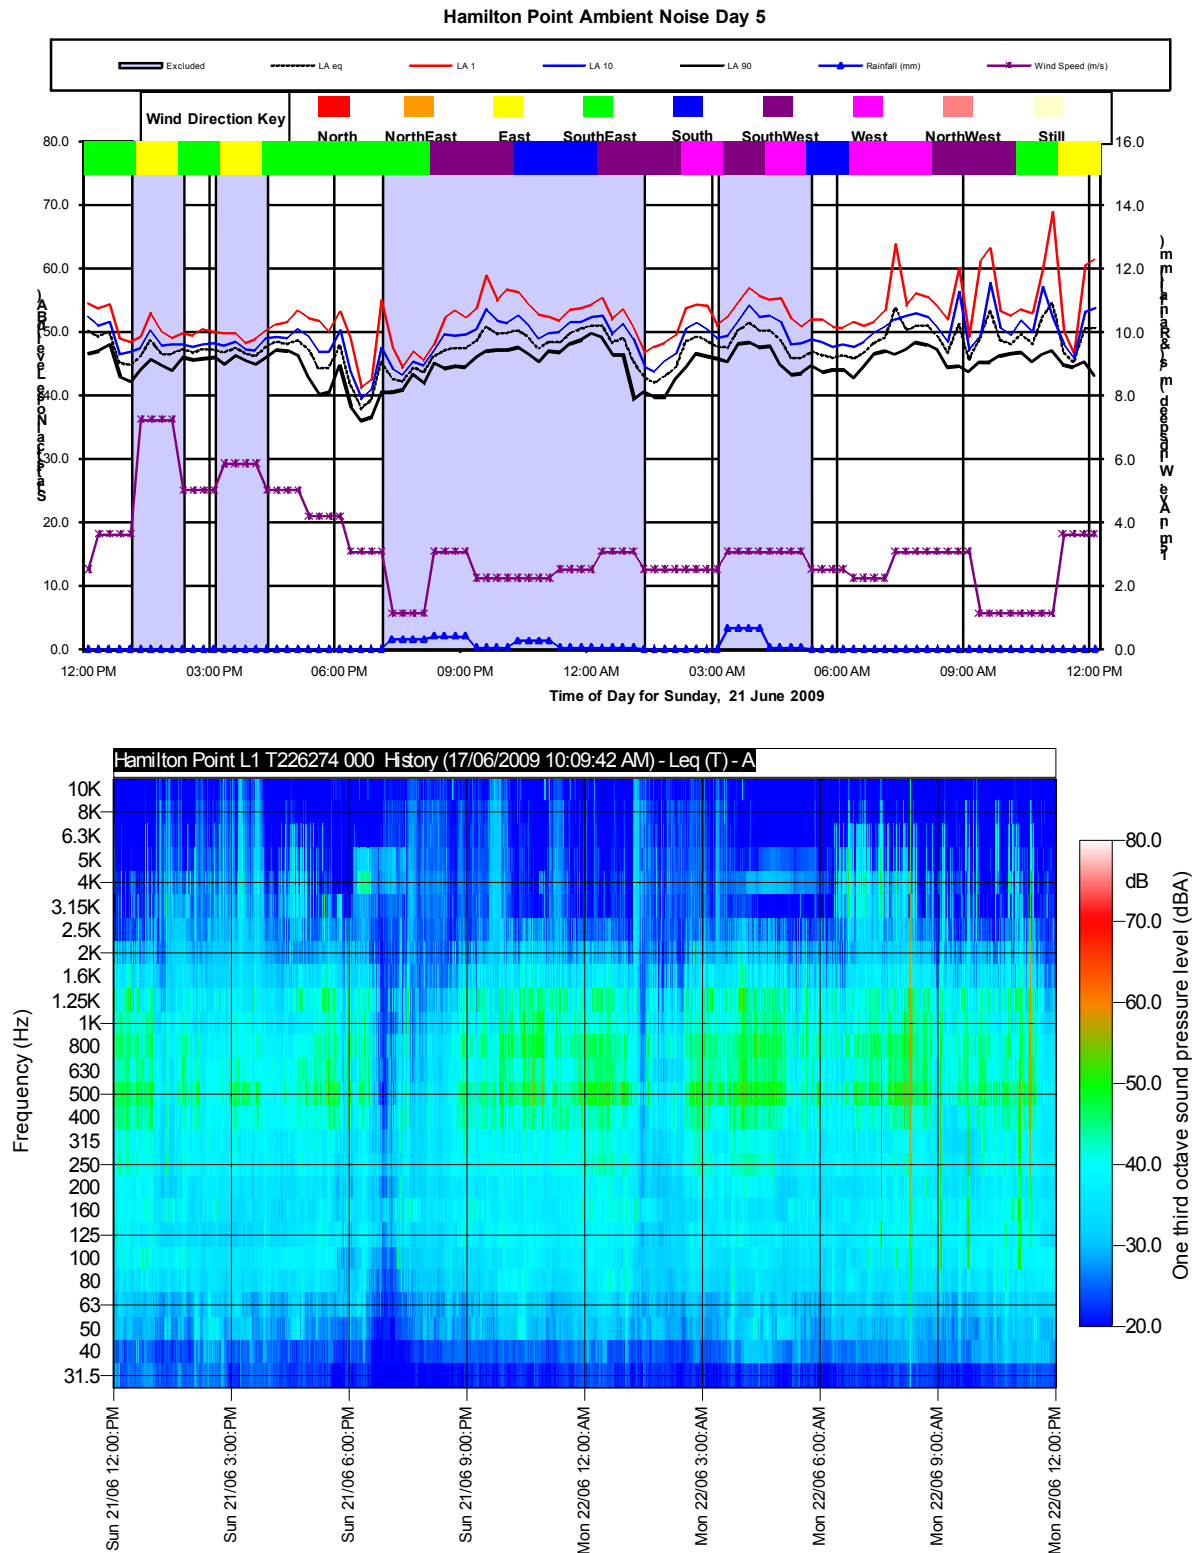 Hamilton Point Ambient Noise Day 5
Excluded LA eq LA 1 LA 10 LA 90 Rainfall (mm) Wind Speed (m/s)
Wind Direction Key
North NorthEast East SouthEast South SouthWest West NorthWest Still
80.0 16.0
70.0 14.0
60.0 12.0
50.0 10.0
40.0 8.0
30.0 6.0
20.0 4.0
10.0 2.0
0.0 0.0
12:00 PM 03:00 PM 06:00 PM 09:00 PM 12:00 AM 03:00 AM 06:00 AM 09:00 AM 12:00 PM
Time of Day for Sunday, 21 June 2009
Hamilton Point L1 T226274 000 History (17/06/2009 10:09:42 AM) - Leq (T) - A
Frequency (Hz)
10K
8K
6.3K
5K
4K
3.15K
2.5K
2K
1.6K
1.25K
1K
800
630
500
400
315
250
200
160
125
100
80
63
50
40
31.5
80.0
dB
70.0
60.0
50.0
40.0
30.0
20.0
One third octave sound pressure level (dBA)
Sun 21/06 12:00:PM
Sun 21/06 3:00:PM
Sun 21/06 6:00:PM
Sun 21/06 9:00:PM
Mon 22/06 12:00:AM
Mon 22/06 3:00:AM
Mon 22/06 6:00:AM
Mon 22/06 9:00:AM
Mon 22/06 12:00:PM